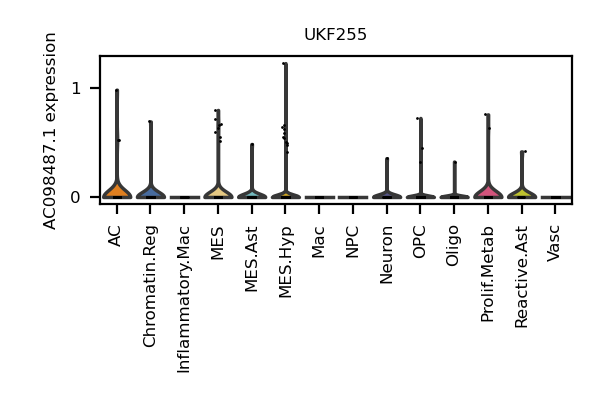 UKF255
AC098487.1 expression
1
0
AC
Chromatin.Reg
Inflammatory.Mac
MES
MES.Ast
MES.Hyp
Mac
NPC
Neuron
OPC
Oligo
Prolif.Metab
Reactive.Ast
Vasc